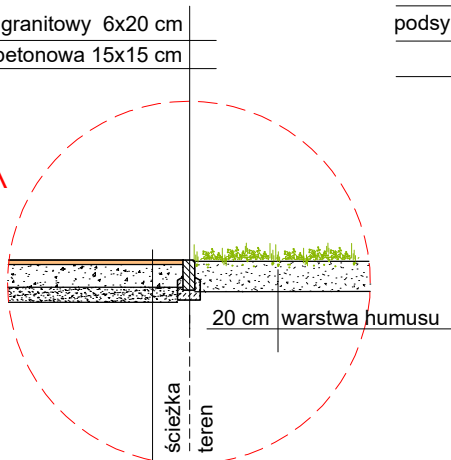 granitowy 6x20 cm
podsy
betonowa 15x15 cm
A
20 cm warstwa humusu
ścieżka
teren